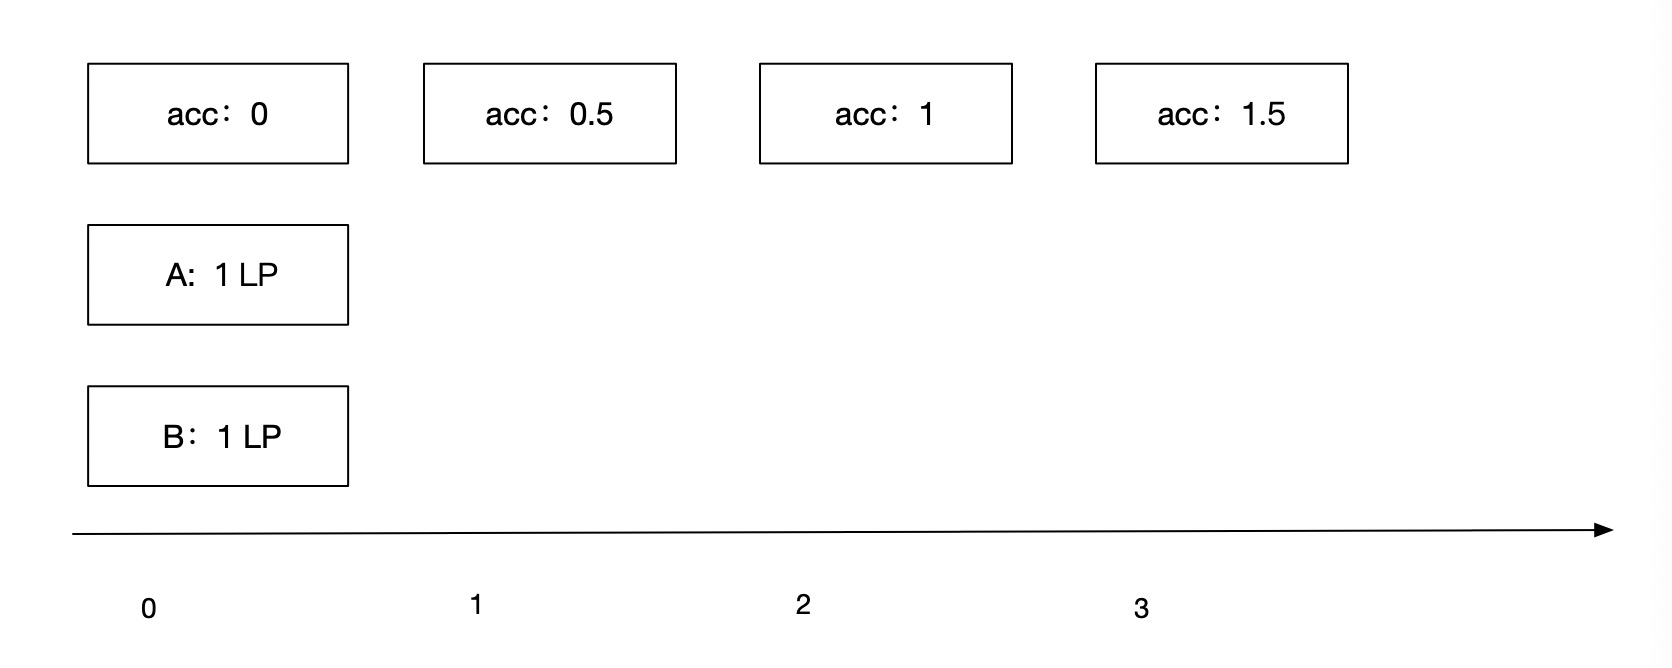 acc：0
acc：0.5
acc：1
acc：1.5
A: 1 LP
B：1 LP
0
1
2
3